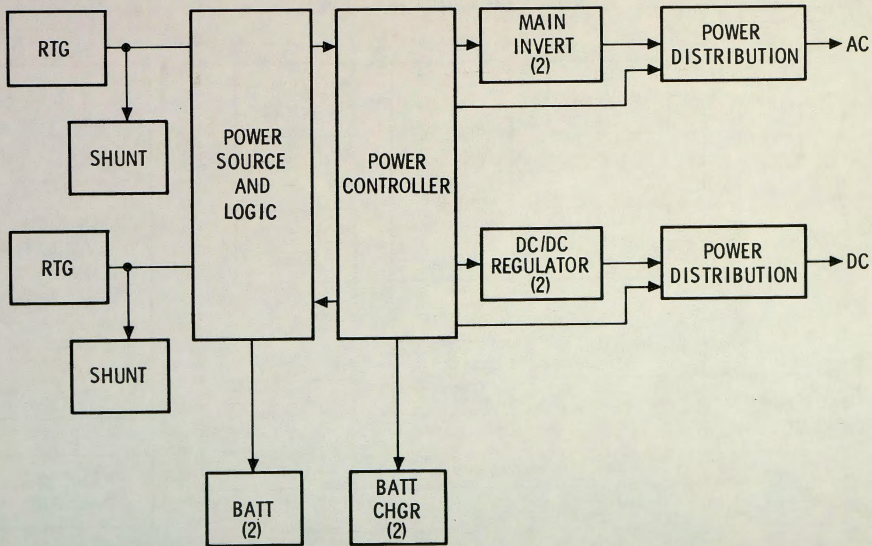 RTG
SHUNT
RTG
SHUNT
POWER
SOURCE
AND
LOGIC
BATT
(2)
POWER
CONTROLLER
BATT
CHGR
(2)
MAIN
INVERT
(2)
POWER
DISTRIBUTION
AC
DC/DC
REGULATOR
(2)
POWER
DISTRIBUTION
DC